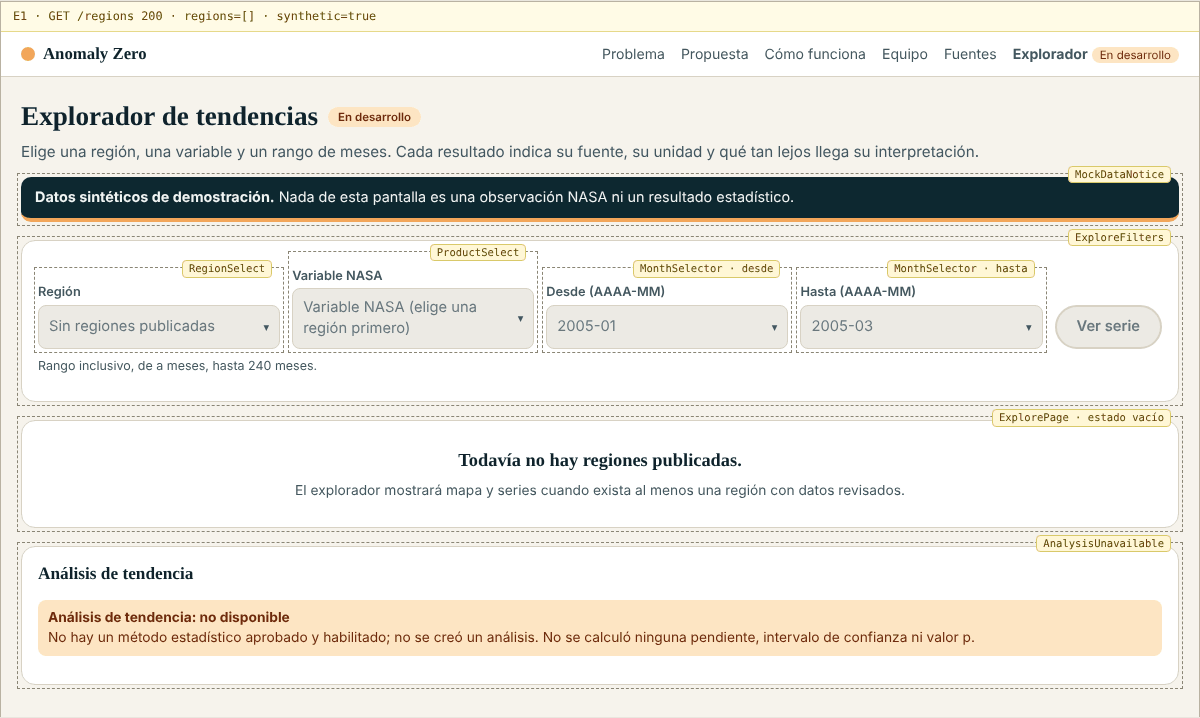 E1 · GET /regions 200 · regions=[] · synthetic=true
Anomaly Zero
Problema Propuesta Cómo funciona Equipo Fuentes Explorador En desarrollo
Explorador de tendencias En desarrollo
Elige una región, una variable y un rango de meses. Cada resultado indica su fuente, su unidad y qué tan lejos llega su interpretación.
MockDataNotice
Datos sintéticos de demostración. Nada de esta pantalla es una observación NASA ni un resultado estadístico.
ExploreFilters
RegionSelect
Región
Sin regiones publicadas ▾
ProductSelect
Variable NASA
Variable NASA (elige una
región primero) ▾
MonthSelector · desde
Desde (AAAA-MM)
2005-01 ▾
MonthSelector · hasta
Hasta (AAAA-MM)
2005-03 ▾
Ver serie
Rango inclusivo, de a meses, hasta 240 meses.
ExplorePage · estado vacío
Todavía no hay regiones publicadas.
El explorador mostrará mapa y series cuando exista al menos una región con datos revisados.
AnalysisUnavailable
Análisis de tendencia
Análisis de tendencia: no disponible
No hay un método estadístico aprobado y habilitado; no se creó un análisis. No se calculó ninguna pendiente, intervalo de confianza ni valor p.